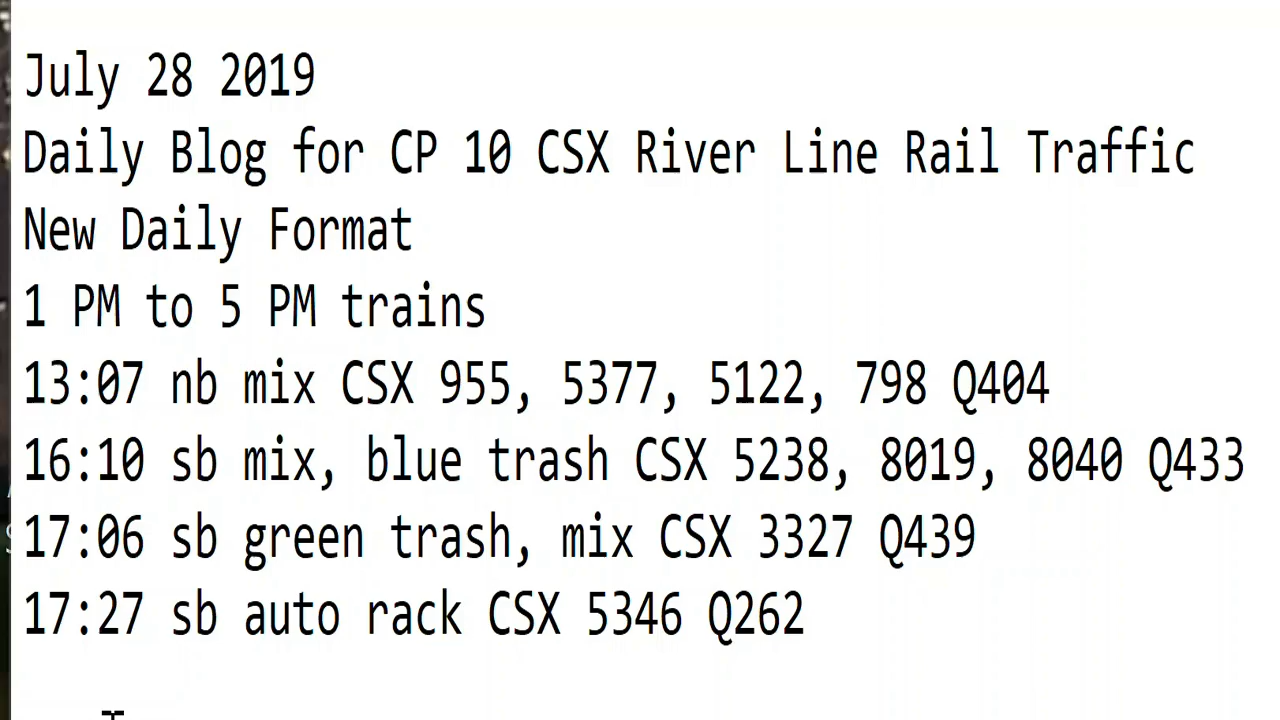 July 28 2019
Daily Blog for CP 10 CSX River Line Rail Traffic
New Daily Format
1 PM to 5 PM trains
13:07 nb mix CSX 955, 5377, 5122, 798 Q404
16:10 sb mix, blue trash CSX 5238, 8019, 8040 Q433
17:06 sb green trash, mix CSX 3327 Q439
17:27 sb auto rack CSX 5346 Q262